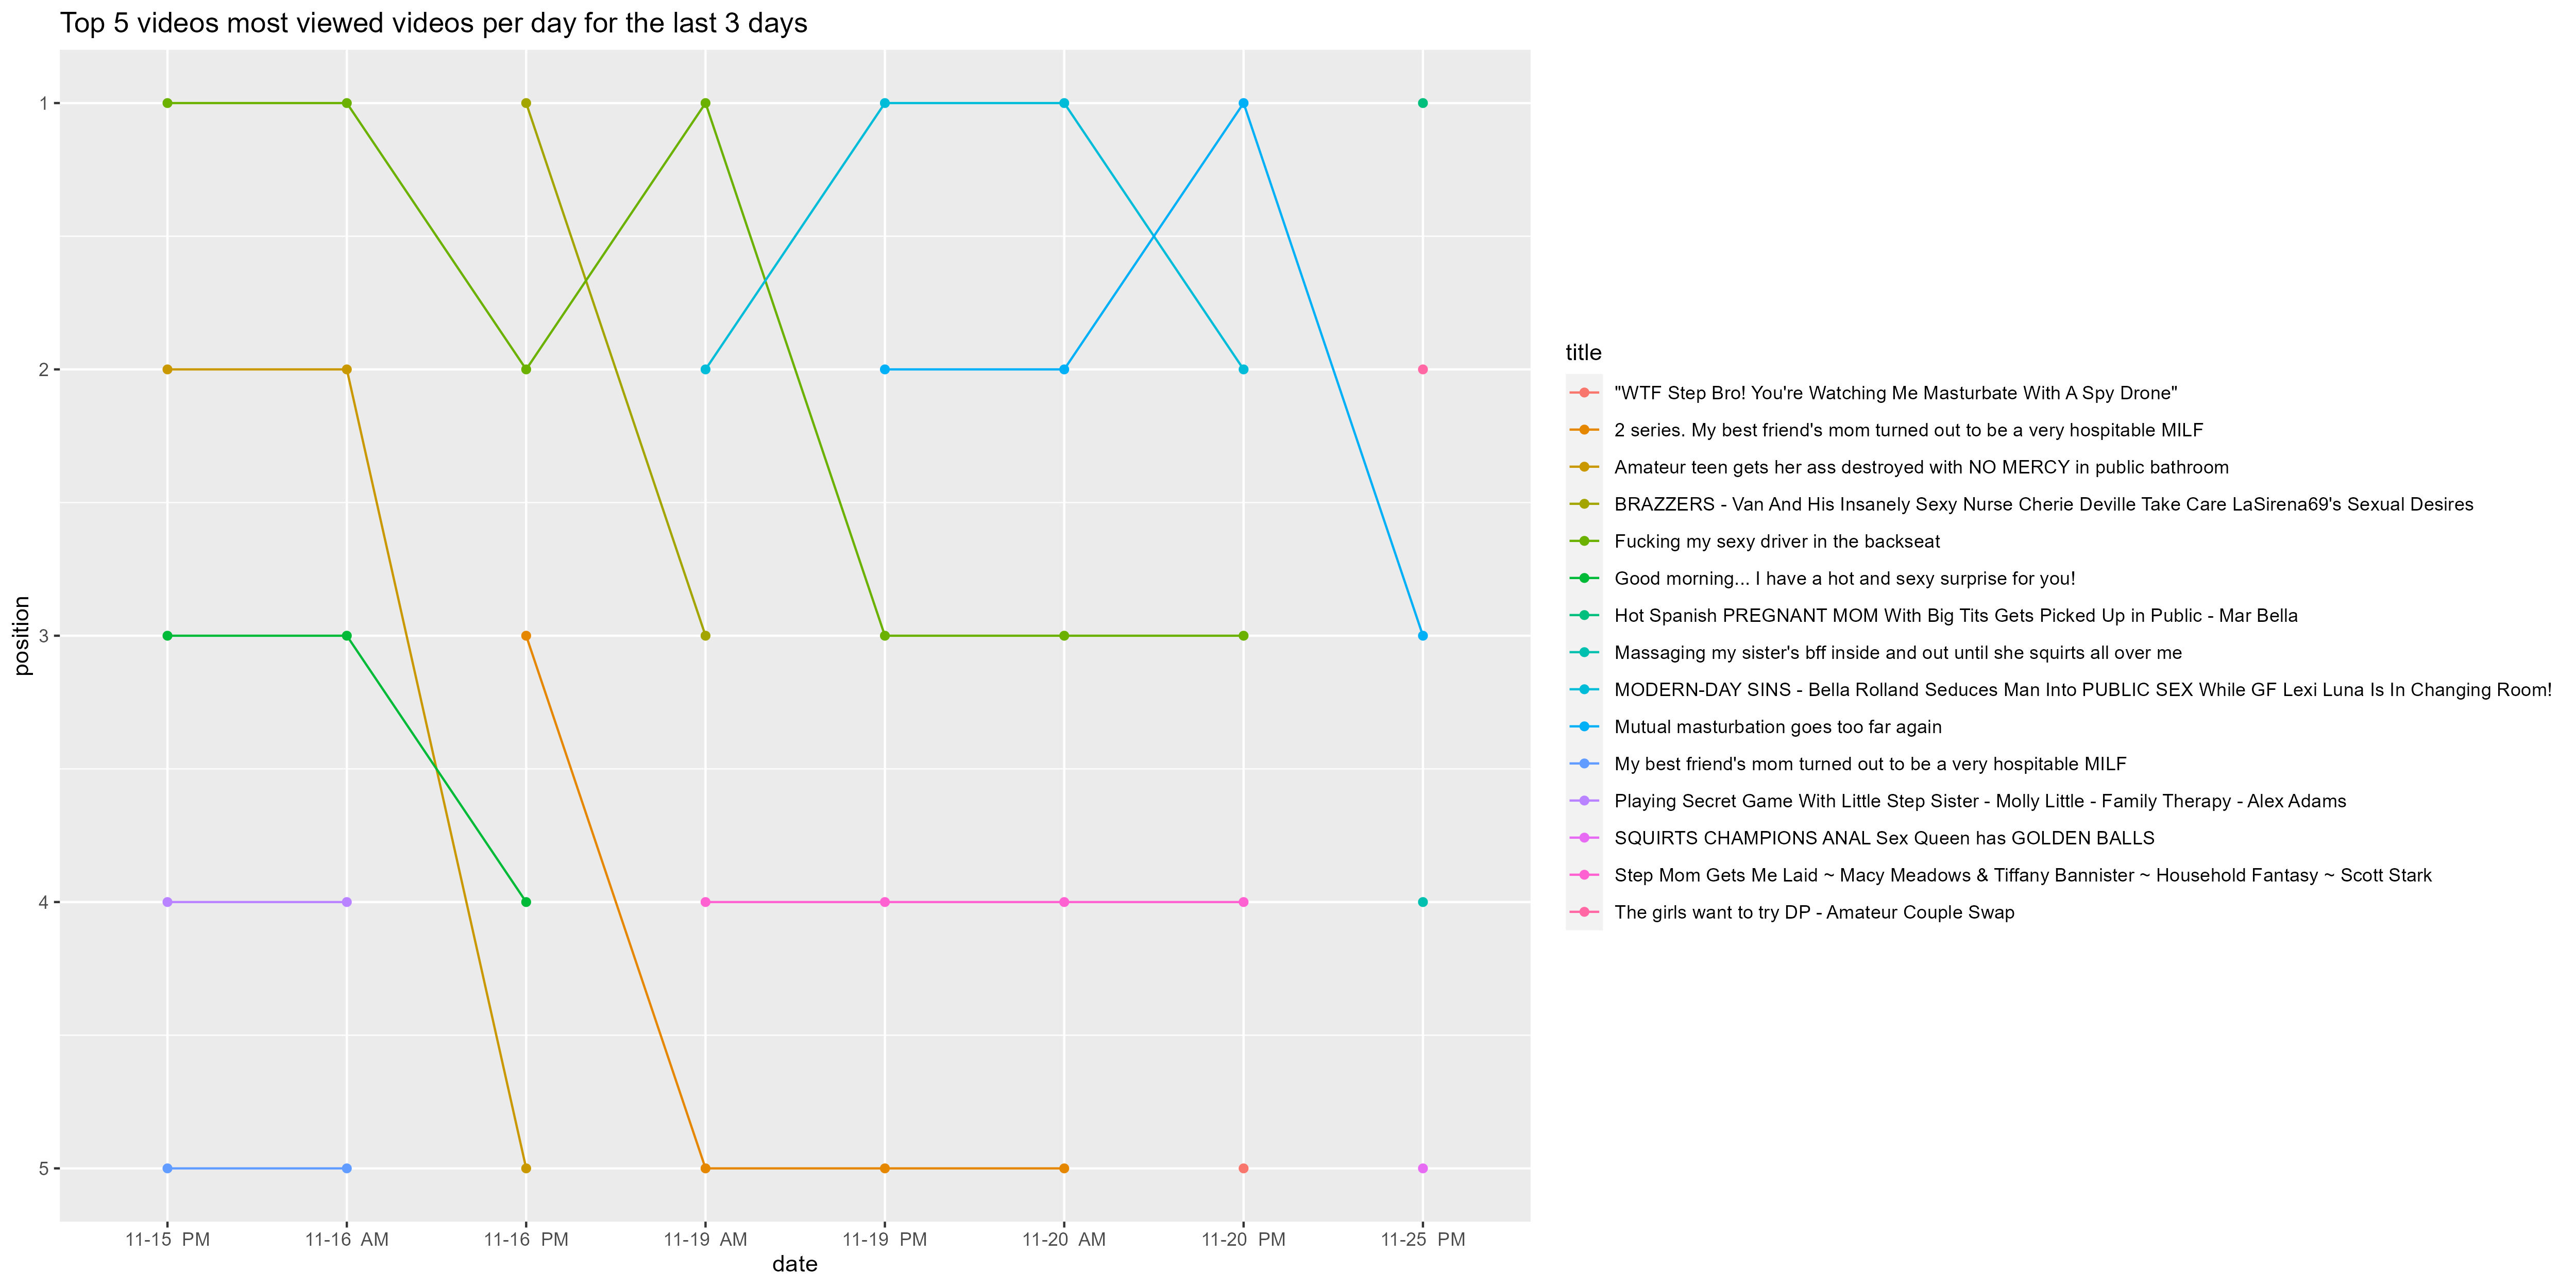 Top 5 videos most viewed videos per day for the last 3 days
1
2
3
4
5
position
11-15 PM
11-16 AM
11-16 PM
11-19 AM
11-19 PM
11-20 AM
11-20 PM
11-25 PM
date
title
"WTF Step Bro! You're Watching Me Masturbate With A Spy Drone"
2 series. My best friend's mom turned out to be a very hospitable MILF
Amateur teen gets her ass destroyed with NO MERCY in public bathroom
BRAZZERS - Van And His Insanely Sexy Nurse Cherie Deville Take Care LaSirena69's Sexual Desires
Fucking my sexy driver in the backseat
Good morning... I have a hot and sexy surprise for you!
Hot Spanish PREGNANT MOM With Big Tits Gets Picked Up in Public - Mar Bella
Massaging my sister's bff inside and out until she squirts all over me
MODERN-DAY SINS - Bella Rolland Seduces Man Into PUBLIC SEX While GF Lexi Luna Is In Changing Room!
Mutual masturbation goes too far again
My best friend's mom turned out to be a very hospitable MILF
Playing Secret Game With Little Step Sister - Molly Little - Family Therapy - Alex Adams
SQUIRTS CHAMPIONS ANAL Sex Queen has GOLDEN BALLS
Step Mom Gets Me Laid ~ Macy Meadows & Tiffany Bannister ~ Household Fantasy ~ Scott Stark
The girls want to try DP - Amateur Couple Swap